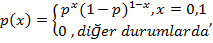 p(x) = { p^x(1 − p)^{1−x}, x = 0,1
0 , diğer durumlarda ,